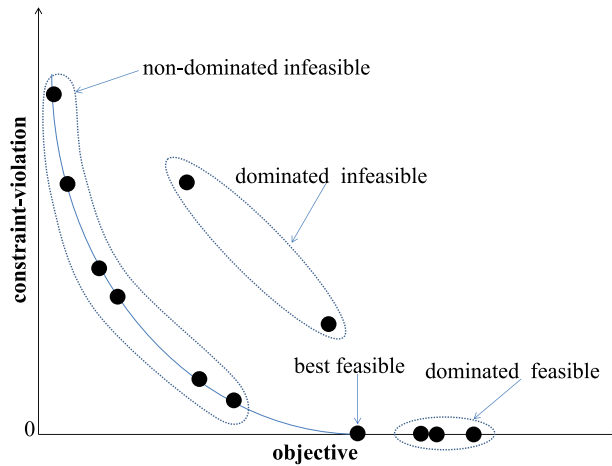 non-dominated infeasible
dominated infeasible
constraint-violation
best feasible
dominated feasible
0
objective